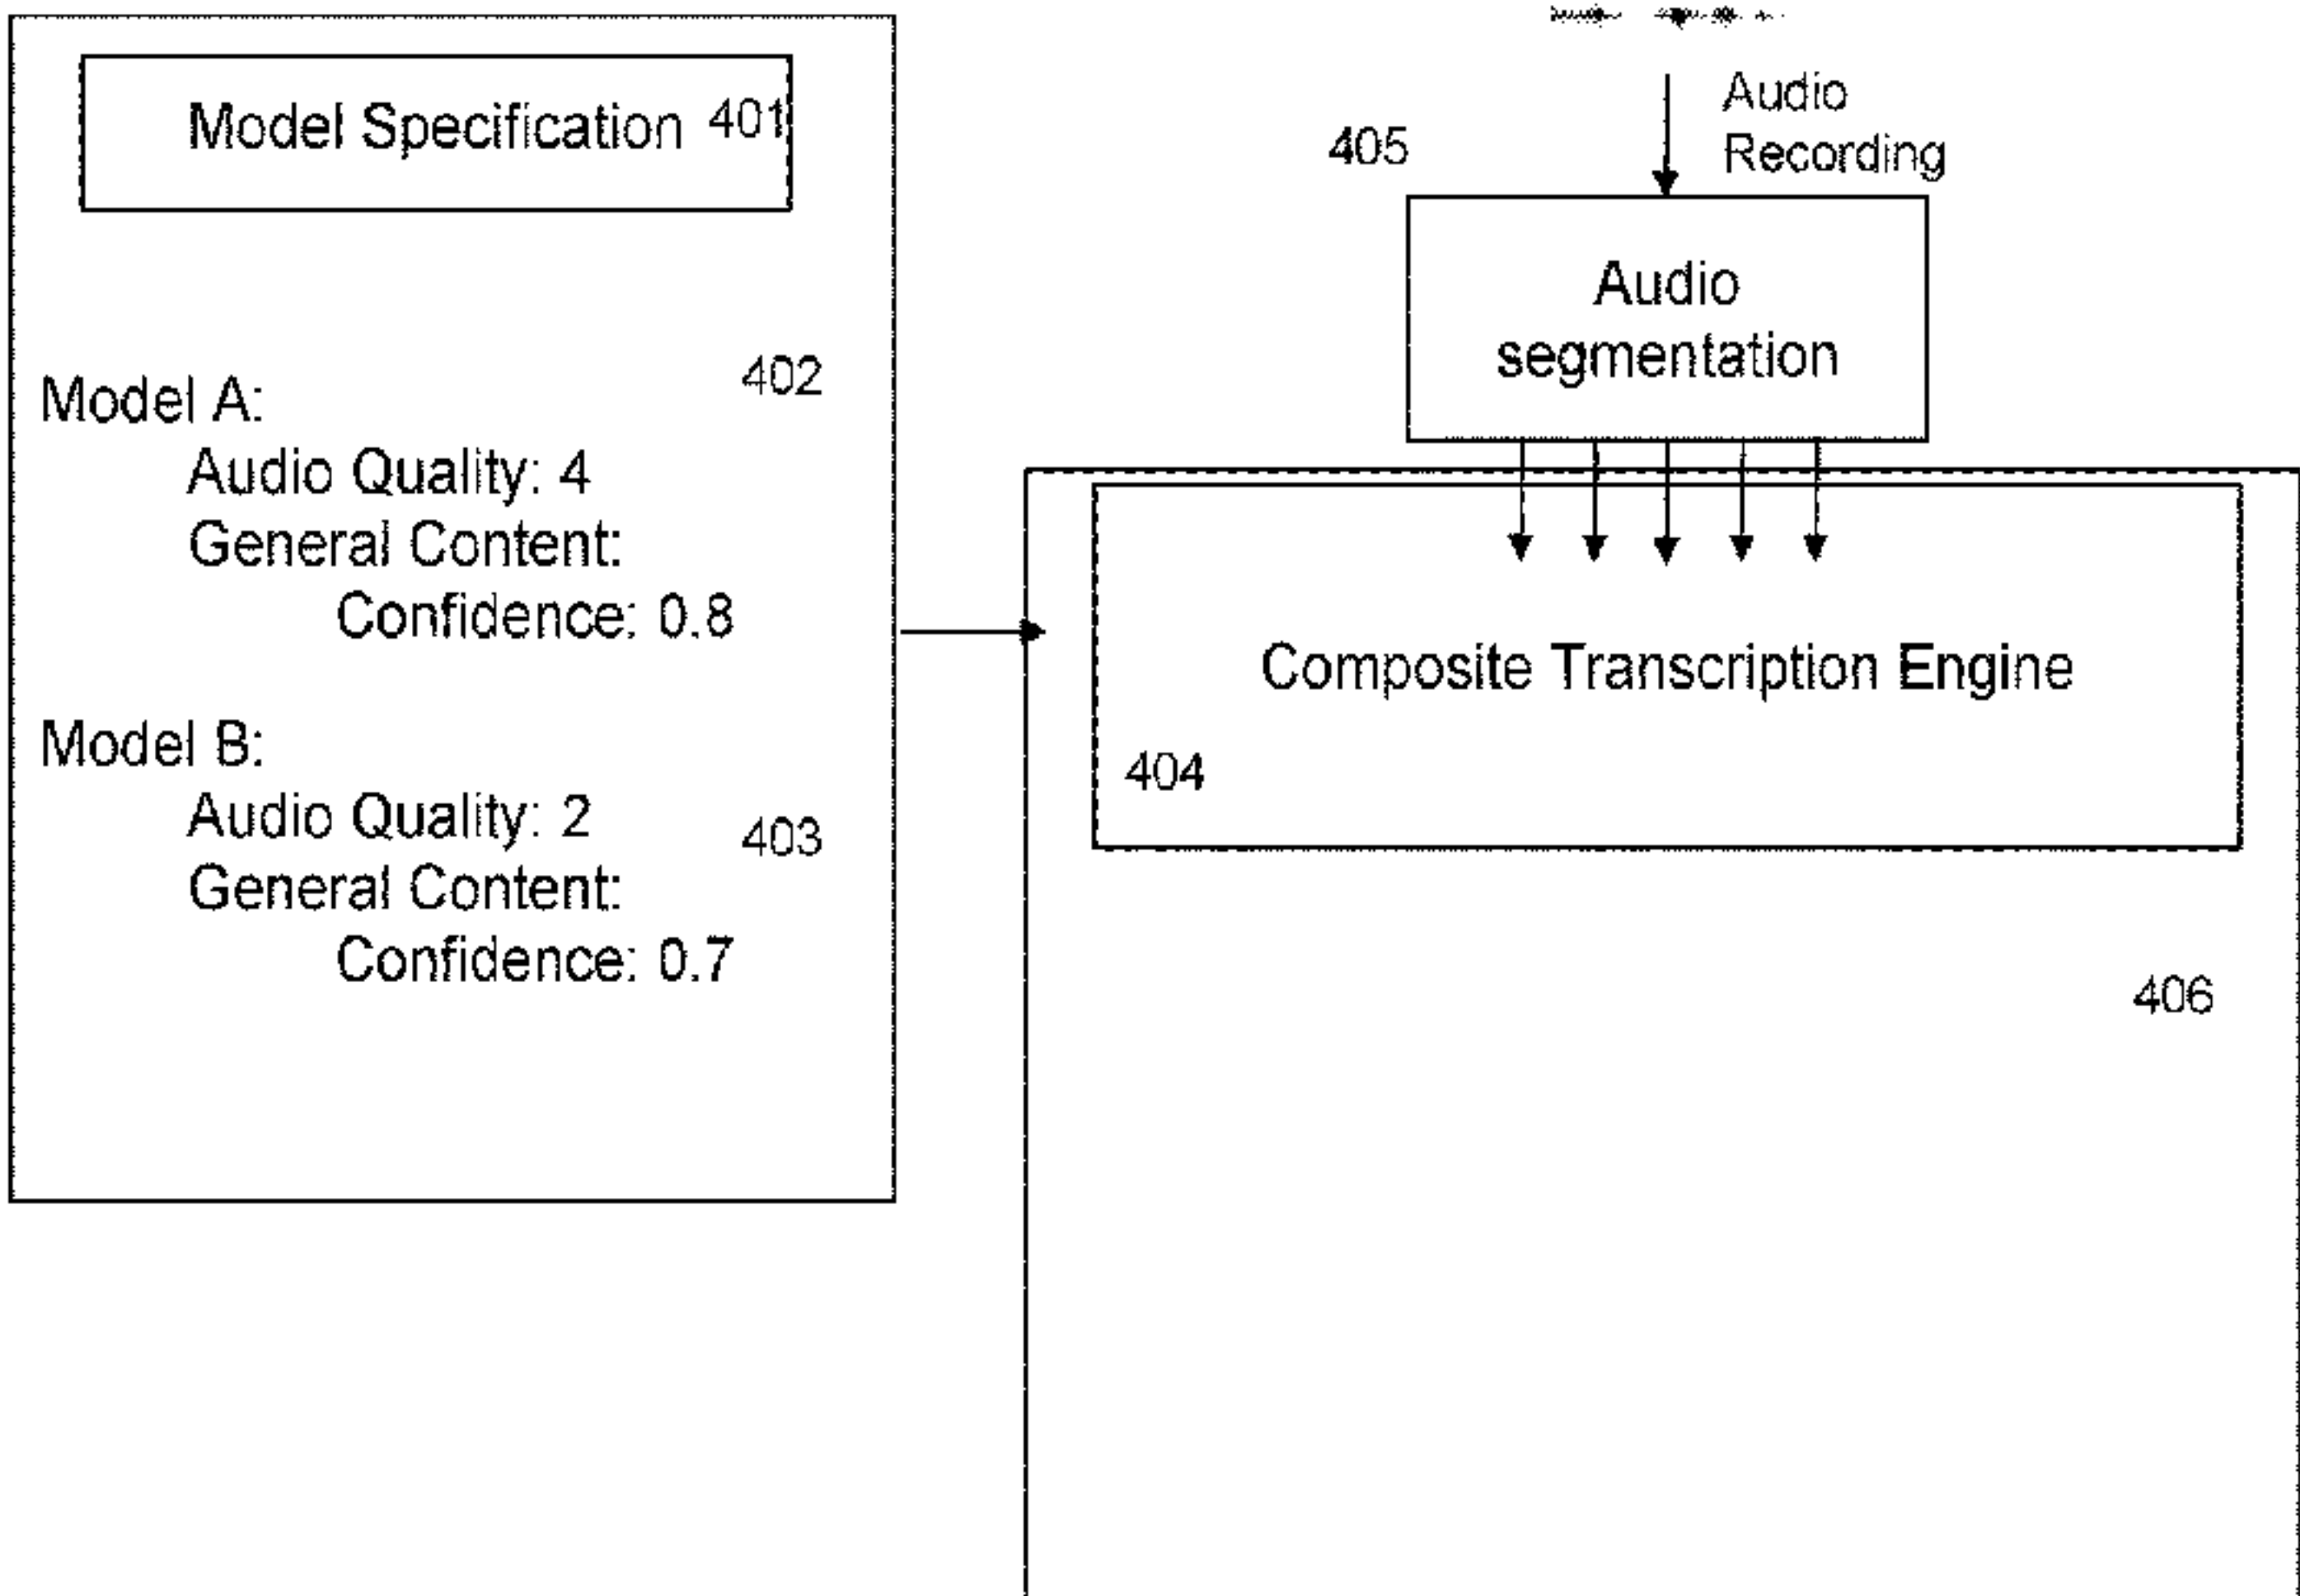 Model Specification 401
402
Model A:
Audio Quality: 4
General Content:
Confidence: 0.8
Model B:
Audio Quality: 2
403
General Content:
Confidence: 0.7
Audio
Recording
405
Audio
segmentation
Composite Transcription Engine
404
406